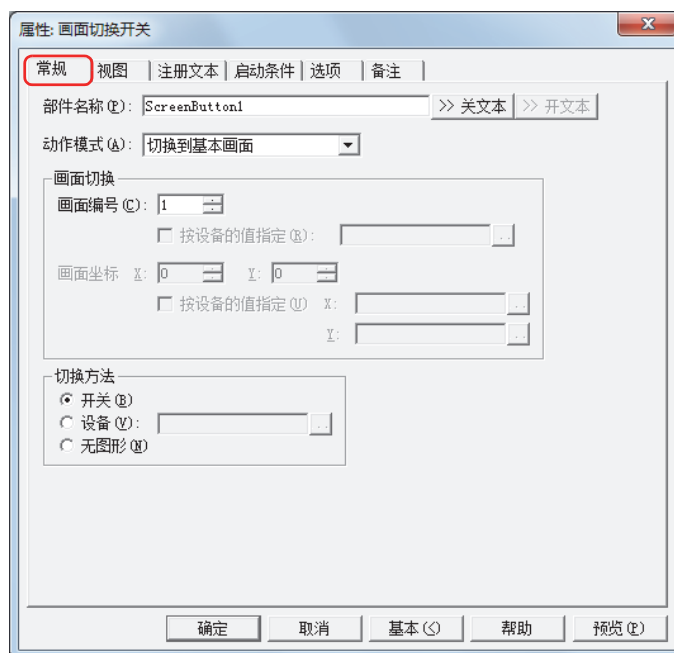 属性: 画面切换开关
常规 视图 注册文本 启动条件 选项 备注
部件名称(P): ScreenButton1 >> 关文本 >> 开文本
动作模式(A): 切换到基本画面
画面切换
画面编号(C): 1
按设备的值指定(R):
画面坐标 X: 0 Y: 0
按设备的值指定(U) X:
Y:
切换方法
开关(B)
设备(V):
无图形(N)
确定 取消 基本(<) 帮助 预览(P)